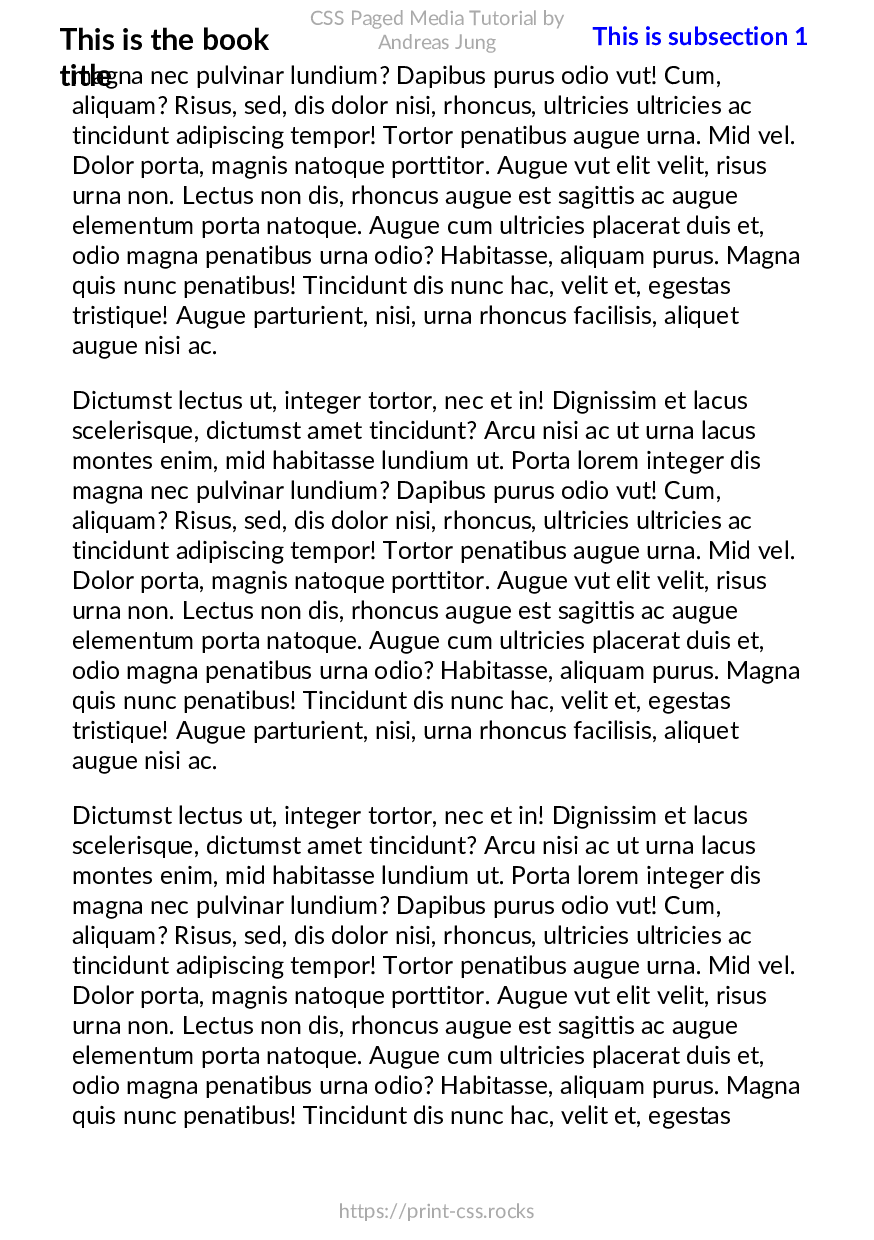 This is the book
title
CSS Paged Media Tutorial by
Andreas Jung
This is subsection 1
magna nec pulvinar lundium? Dapibus purus odio vut! Cum,
aliquam? Risus, sed, dis dolor nisi, rhoncus, ultricies ultricies ac
tincidunt adipiscing tempor! Tortor penatibus augue urna. Mid vel.
Dolor porta, magnis natoque porttitor. Augue vut elit velit, risus
urna non. Lectus non dis, rhoncus augue est sagittis ac augue
elementum porta natoque. Augue cum ultricies placerat duis et,
odio magna penatibus urna odio? Habitasse, aliquam purus. Magna
quis nunc penatibus! Tincidunt dis nunc hac, velit et, egestas
tristique! Augue parturient, nisi, urna rhoncus facilisis, aliquet
augue nisi ac.
Dictumst lectus ut, integer tortor, nec et in! Dignissim et lacus
scelerisque, dictumst amet tincidunt? Arcu nisi ac ut urna lacus
montes enim, mid habitasse lundium ut. Porta lorem integer dis
magna nec pulvinar lundium? Dapibus purus odio vut! Cum,
aliquam? Risus, sed, dis dolor nisi, rhoncus, ultricies ultricies ac
tincidunt adipiscing tempor! Tortor penatibus augue urna. Mid vel.
Dolor porta, magnis natoque porttitor. Augue vut elit velit, risus
urna non. Lectus non dis, rhoncus augue est sagittis ac augue
elementum porta natoque. Augue cum ultricies placerat duis et,
odio magna penatibus urna odio? Habitasse, aliquam purus. Magna
quis nunc penatibus! Tincidunt dis nunc hac, velit et, egestas
tristique! Augue parturient, nisi, urna rhoncus facilisis, aliquet
augue nisi ac.
Dictumst lectus ut, integer tortor, nec et in! Dignissim et lacus
scelerisque, dictumst amet tincidunt? Arcu nisi ac ut urna lacus
montes enim, mid habitasse lundium ut. Porta lorem integer dis
magna nec pulvinar lundium? Dapibus purus odio vut! Cum,
aliquam? Risus, sed, dis dolor nisi, rhoncus, ultricies ultricies ac
tincidunt adipiscing tempor! Tortor penatibus augue urna. Mid vel.
Dolor porta, magnis natoque porttitor. Augue vut elit velit, risus
urna non. Lectus non dis, rhoncus augue est sagittis ac augue
elementum porta natoque. Augue cum ultricies placerat duis et,
odio magna penatibus urna odio? Habitasse, aliquam purus. Magna
quis nunc penatibus! Tincidunt dis nunc hac, velit et, egestas
https://print-css.rocks